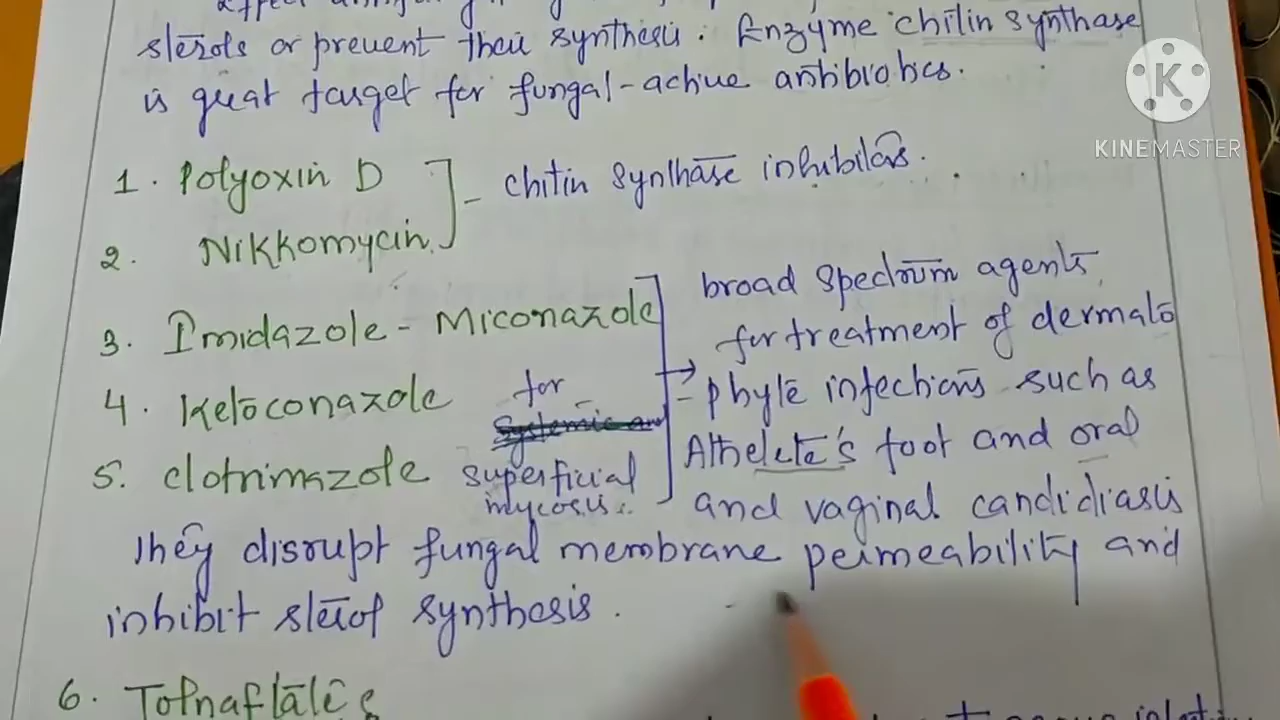 sterols or prevent their synthesis. Enzyme chitin synthase
is great target for fungal-active antibiotics.
K
KINEMASTER
1. Polyoxin D
2. Nikkomycin
- chitin synthase inhibitors.
3. Imidazole - Miconazole
4. Ketoconazole
5. clotrimazole
for
superficial
mycosis.
broad spectrum agents
for treatment of dermato
-phyte infections such as
Athelete's foot and oral
and vaginal candidiasis
They disrupt fungal membrane permeability and
inhibit sterol synthesis.
6. Tolnaftate